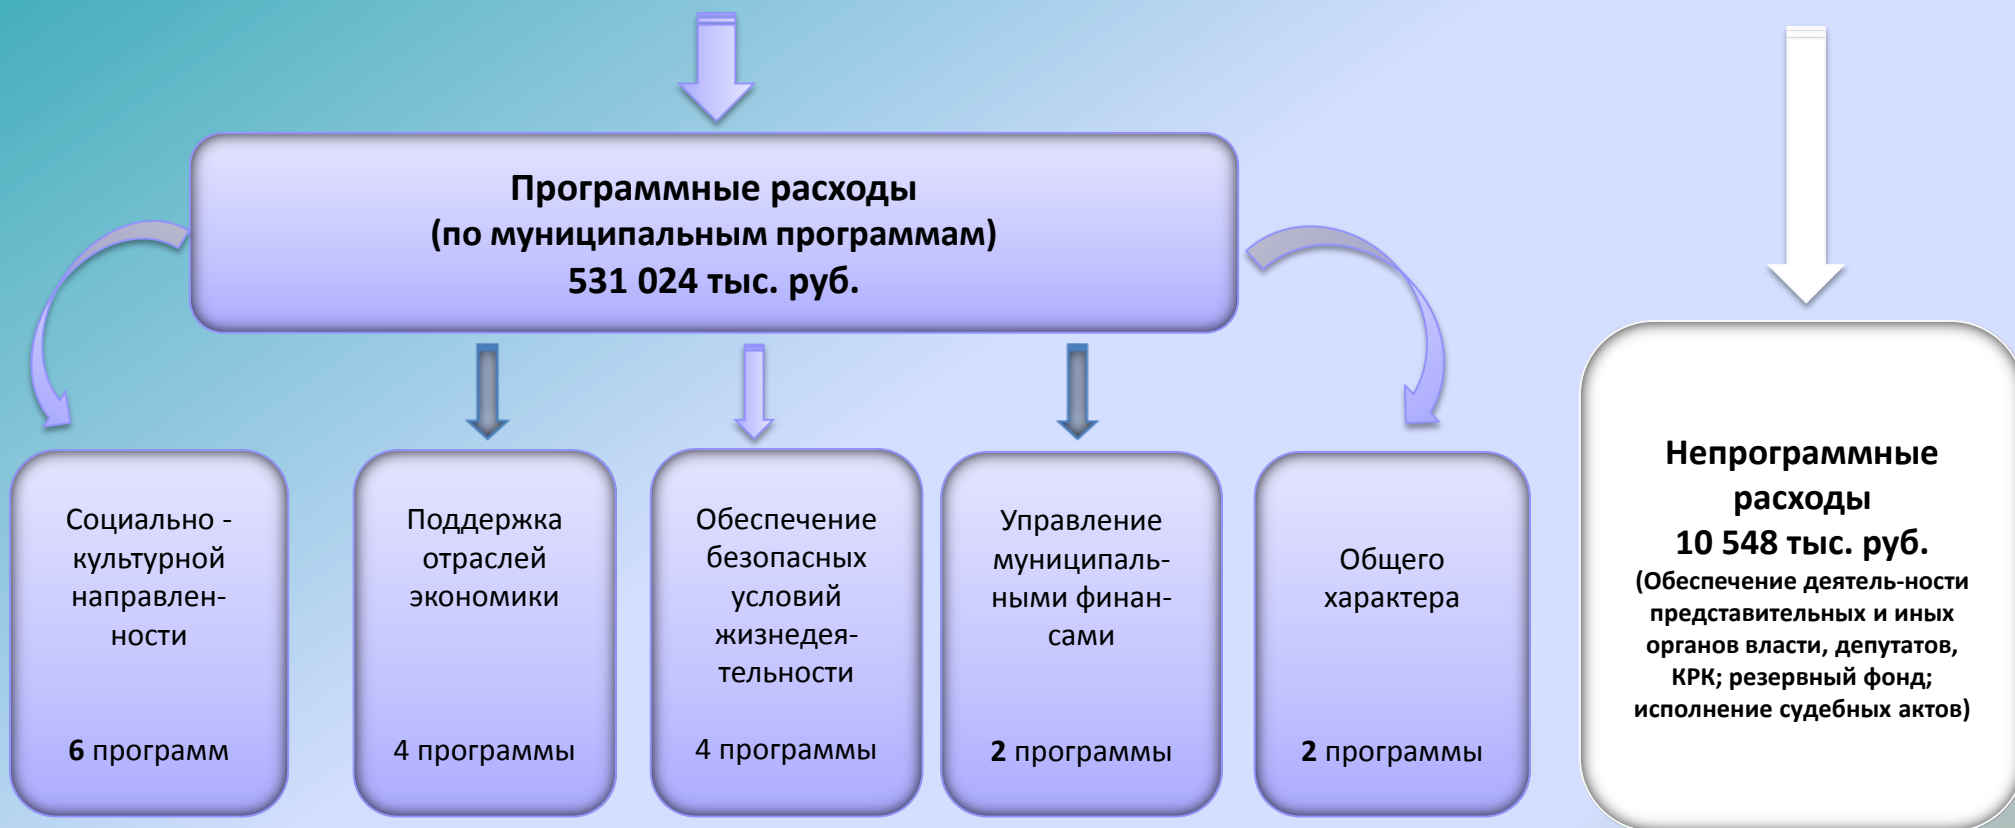 Программные расходы
(по муниципальным программам)
531 024 тыс. руб.
Социально -
культурной
направлен-
ности
6 программ
Поддержка
отраслей
экономики
4 программы
Обеспечение
безопасных
условий
жизнедея-
тельности
4 программы
Управление
муниципаль-
ными финан-
сами
2 программы
Общего
характера
2 программы
Непрограммные
расходы
10 548 тыс. руб.
(Обеспечение деятель-ности
представительных и иных
органов власти, депутатов,
КРК; резервный фонд;
исполнение судебных актов)